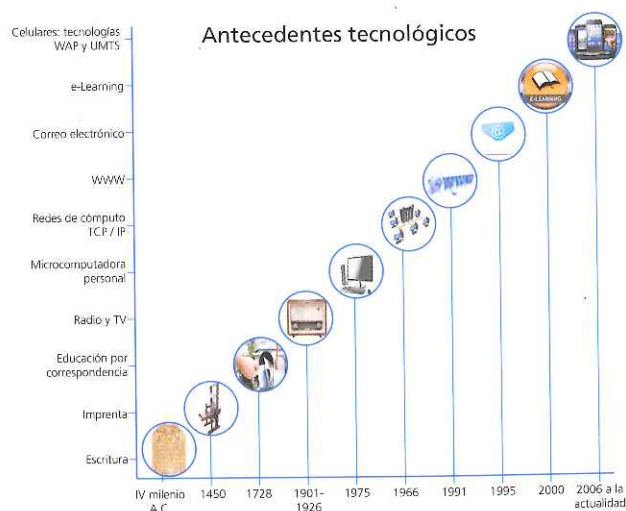 Antecedentes tecnológicos
Celulares: tecnologías
WAP y UMTS
e-Learning
Correo electrónico
WWW
Redes de cómputo
TCP / IP
Microcomputadora
personal
Radio y TV
Educación por
correspondencia
Imprenta
Escritura
E-LEARNING
@
WWW
IV milenio
A.C.
1450
1728
1901-
1926
1975
1966
1991
1995
2000
2006 a la
actualidad